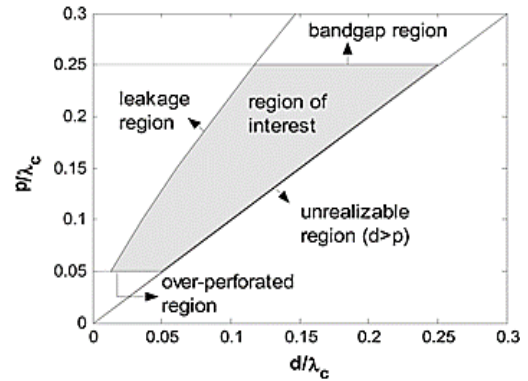 0.3
bandgap region
0.25
leakage
region
region of
interest
0.2
p/λc
0.15
0.1
unrealizable
region (d>p)
0.05
over-perforated
region
0
0
0.05
0.1
0.15
0.2
0.25
0.3
d/λc